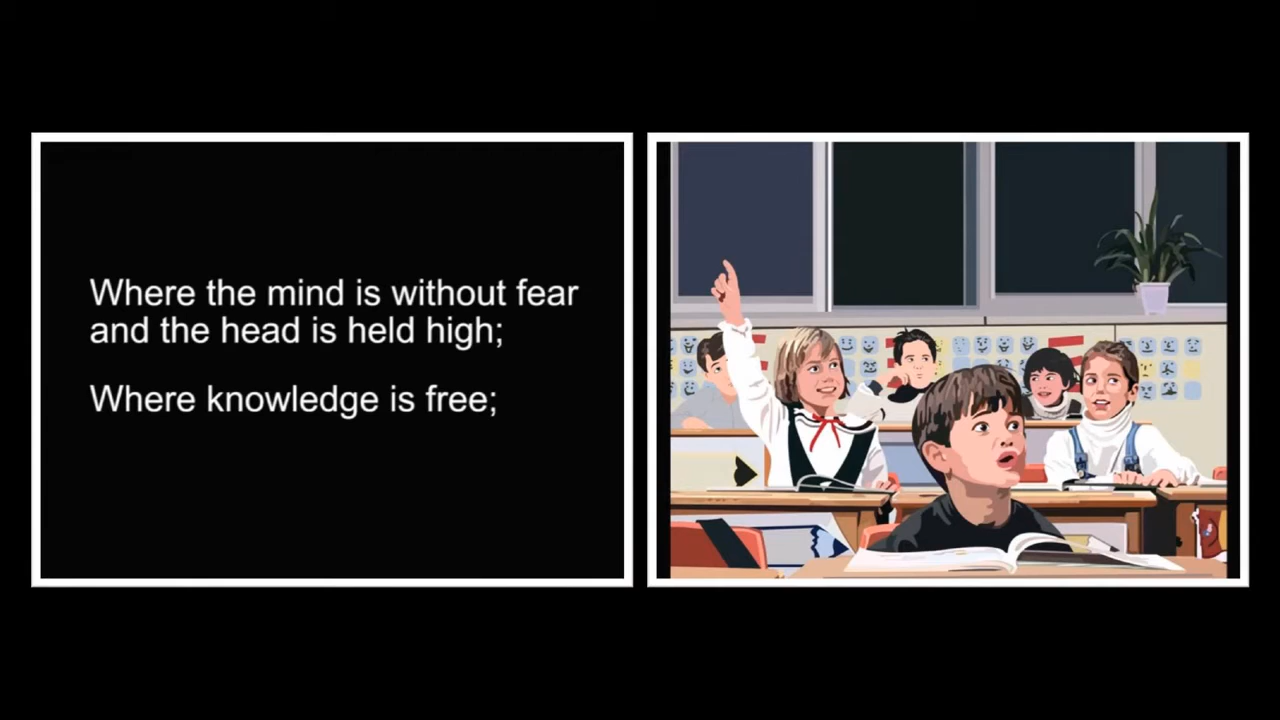 Where the mind is without fear
and the head is held high;
Where knowledge is free;